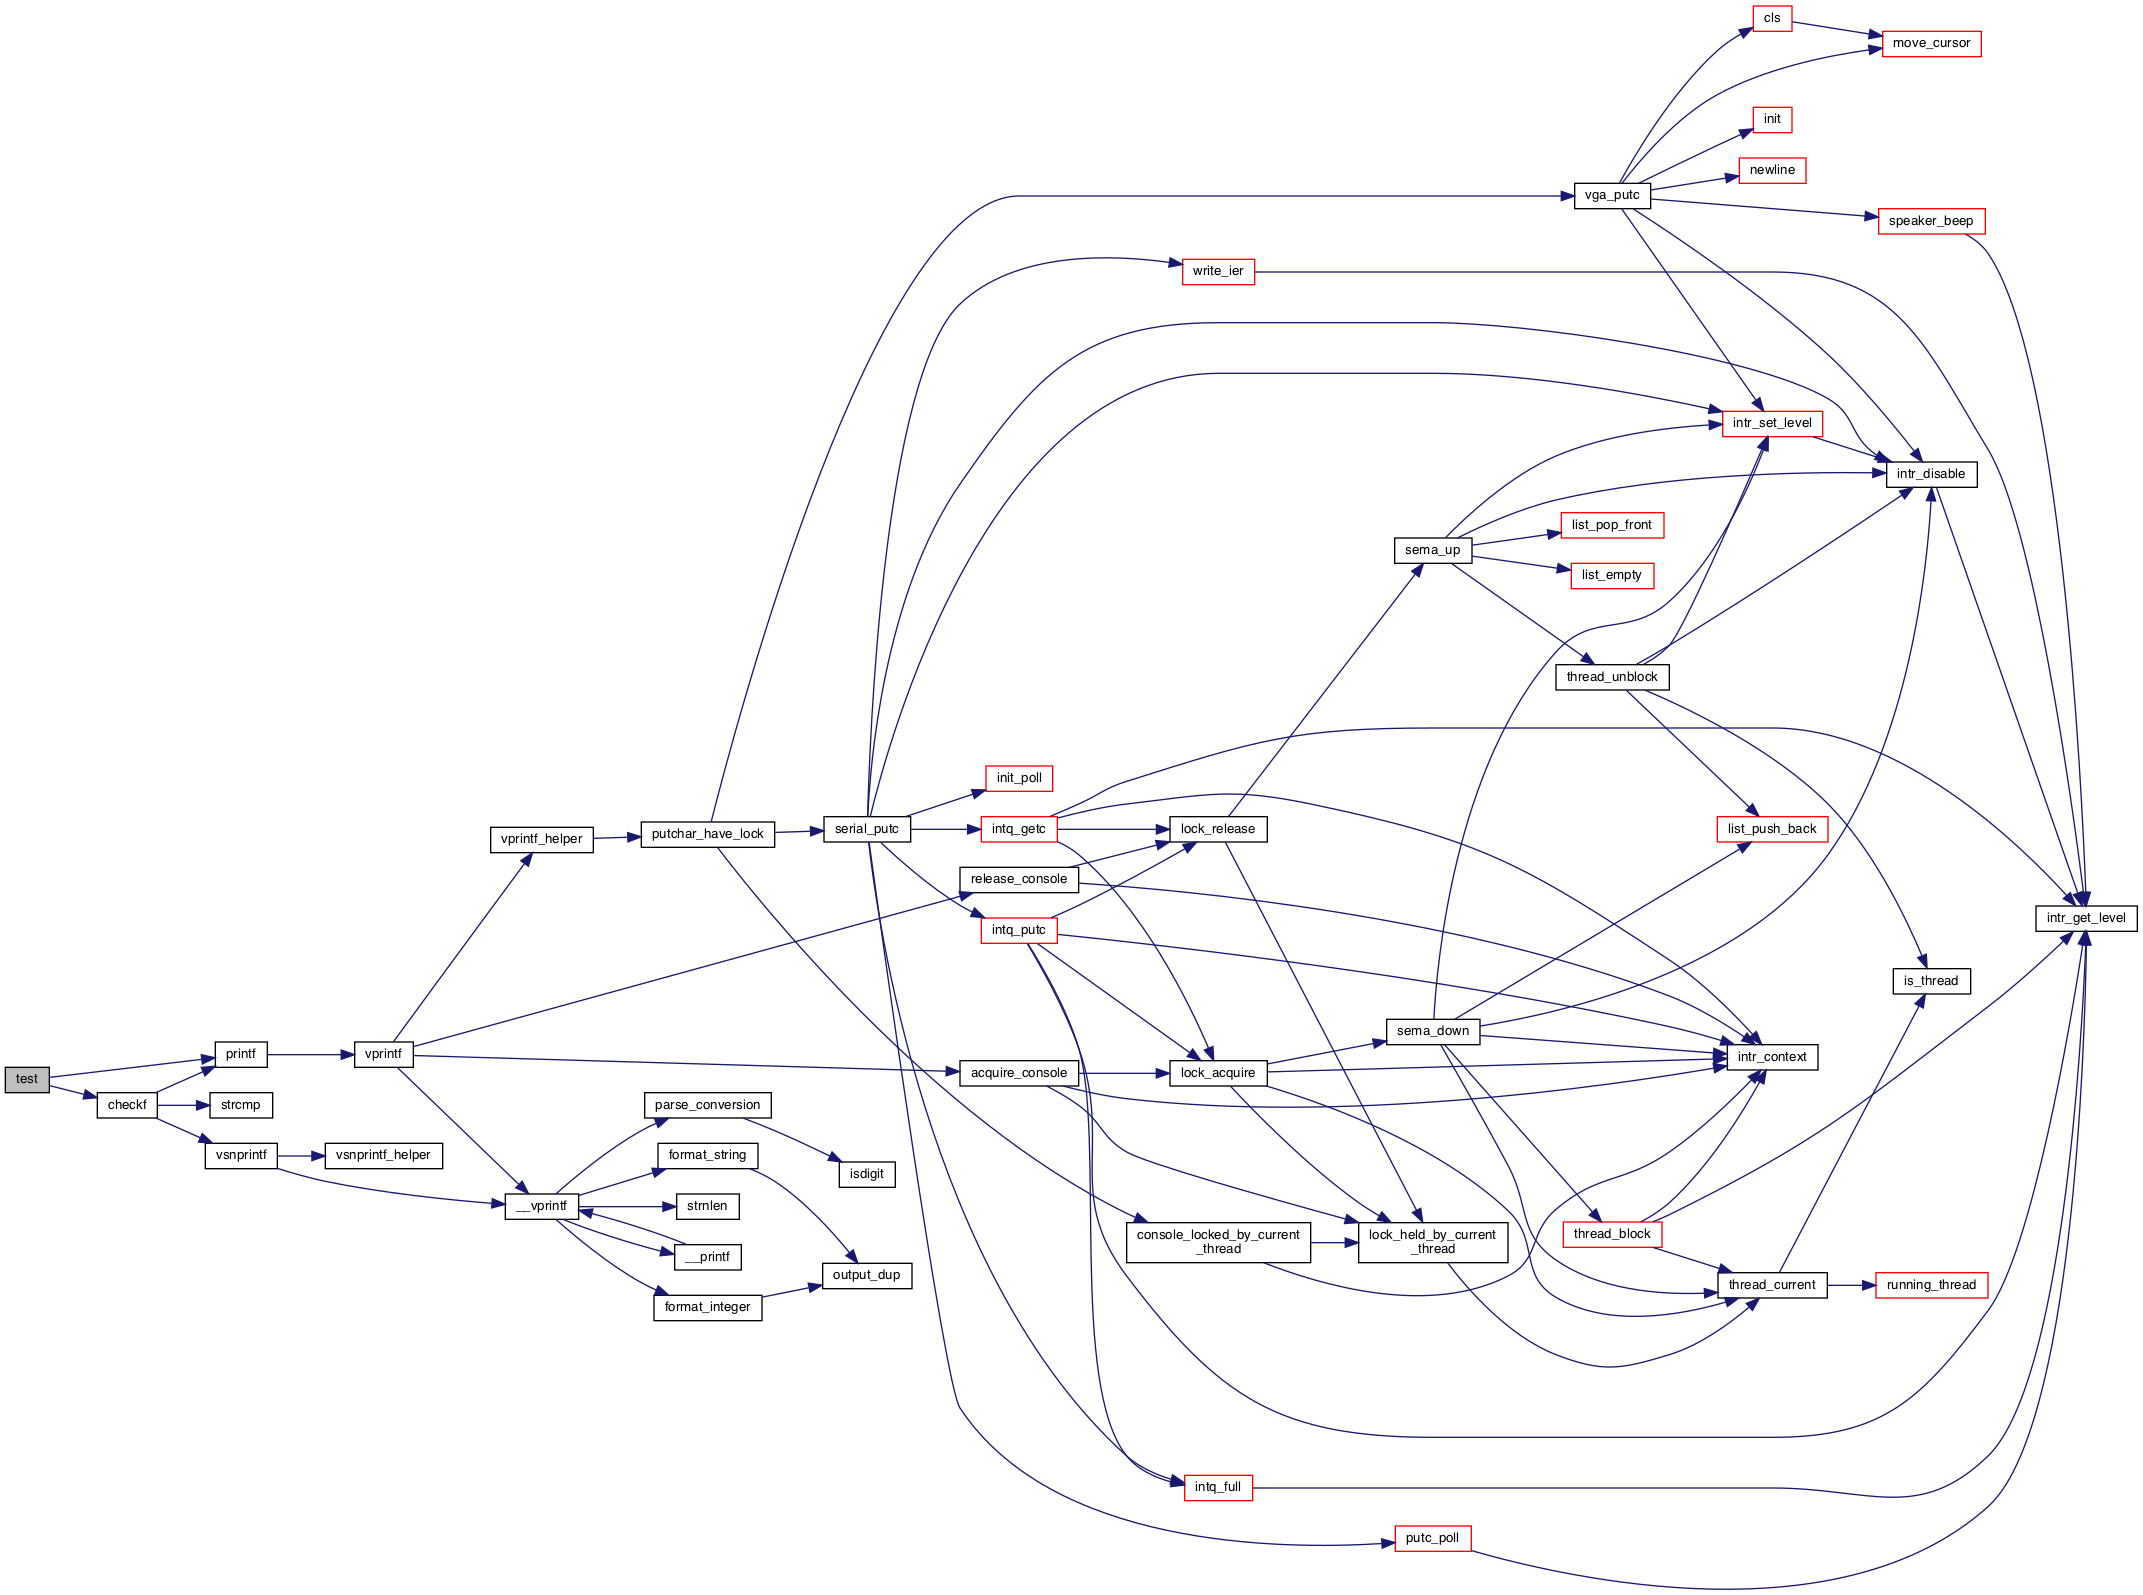 cls
move_cursor
init
newline
vga_putc
speaker_beep
write_ier
intr_set_level
intr_disable
list_pop_front
sema_up
list_empty
thread_unblock
init_poll
serial_putc
intq_getc
lock_release
list_push_back
vprintf_helper
putchar_have_lock
release_console
intq_putc
intr_get_level
is_thread
sema_down
printf
vprintf
intr_context
test
acquire_console
lock_acquire
checkf
strcmp
parse_conversion
vsnprintf
vsnprintf_helper
format_string
isdigit
__vprintf
strnlen
console_locked_by_current
_thread
lock_held_by_current
_thread
thread_block
__printf
output_dup
thread_current
running_thread
format_integer
intq_full
putc_poll